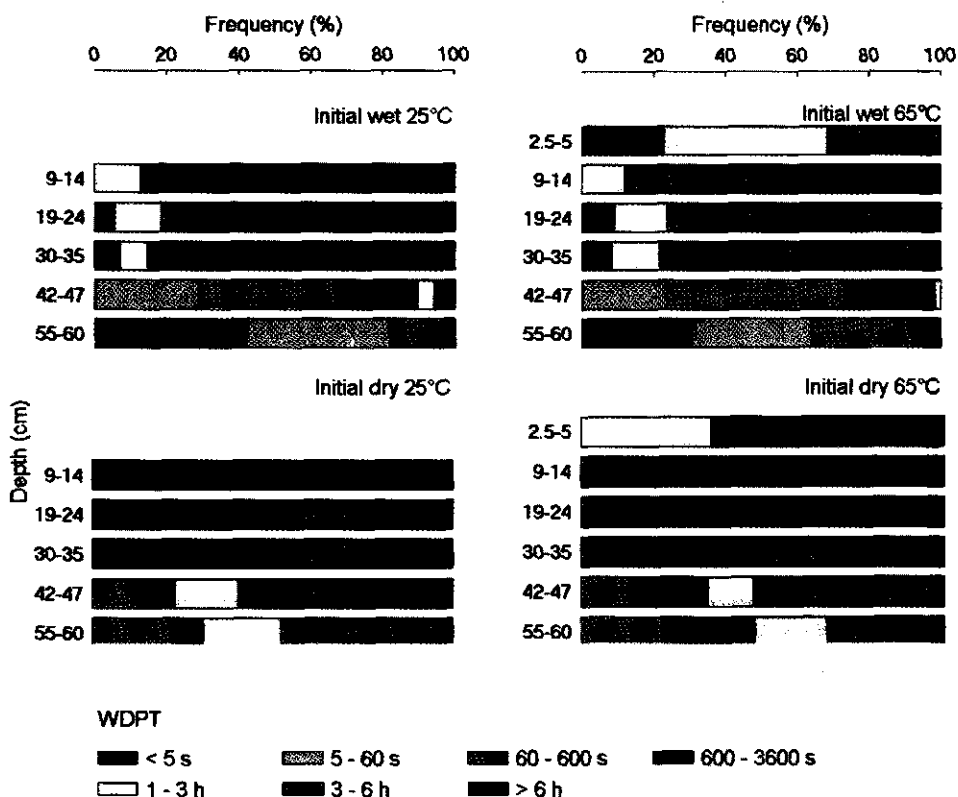 Frequency (%)
0 20 40 60 80 100
Initial wet 25°C
9-14
19-24
30-35
42-47
55-60
Frequency (%)
0 20 40 60 80 100
Initial wet 65°C
2.5-5
9-14
19-24
30-35
42-47
55-60
Depth (cm)
Initial dry 25°C
9-14
19-24
30-35
42-47
55-60
Initial dry 65°C
2.5-5
9-14
19-24
30-35
42-47
55-60
WDPT
< 5 s
5 - 60 s
60 - 600 s
600 - 3600 s
1 - 3 h
3 - 6 h
> 6 h